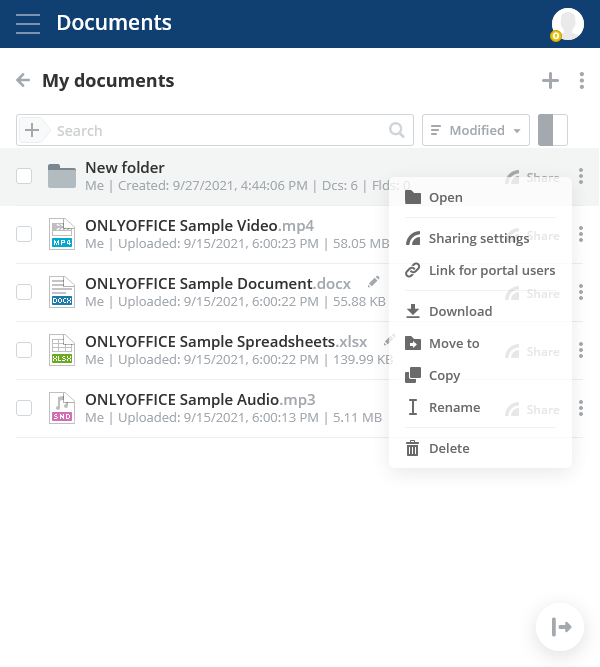 Documents
My documents
Search
Modified
New folder
Me | Created: 9/27/2021, 4:44:06 PM | Dcs: 6 | Flds: 0
Share
Open
ONLYOFFICE Sample Video.mp4
Me | Uploaded: 9/15/2021, 6:00:23 PM | 58.05 MB
MP4
Share
Sharing settings
Link for portal users
ONLYOFFICE Sample Document.docx
Me | Uploaded: 9/15/2021, 6:00:22 PM | 55.88 KB
DOCX
Share
Download
ONLYOFFICE Sample Spreadsheets.xlsx
Me | Uploaded: 9/15/2021, 6:00:22 PM | 139.99 KB
XLSX
Share
Move to
Copy
ONLYOFFICE Sample Audio.mp3
Me | Uploaded: 9/15/2021, 6:00:13 PM | 5.11 MB
SND
Share
Rename
Delete